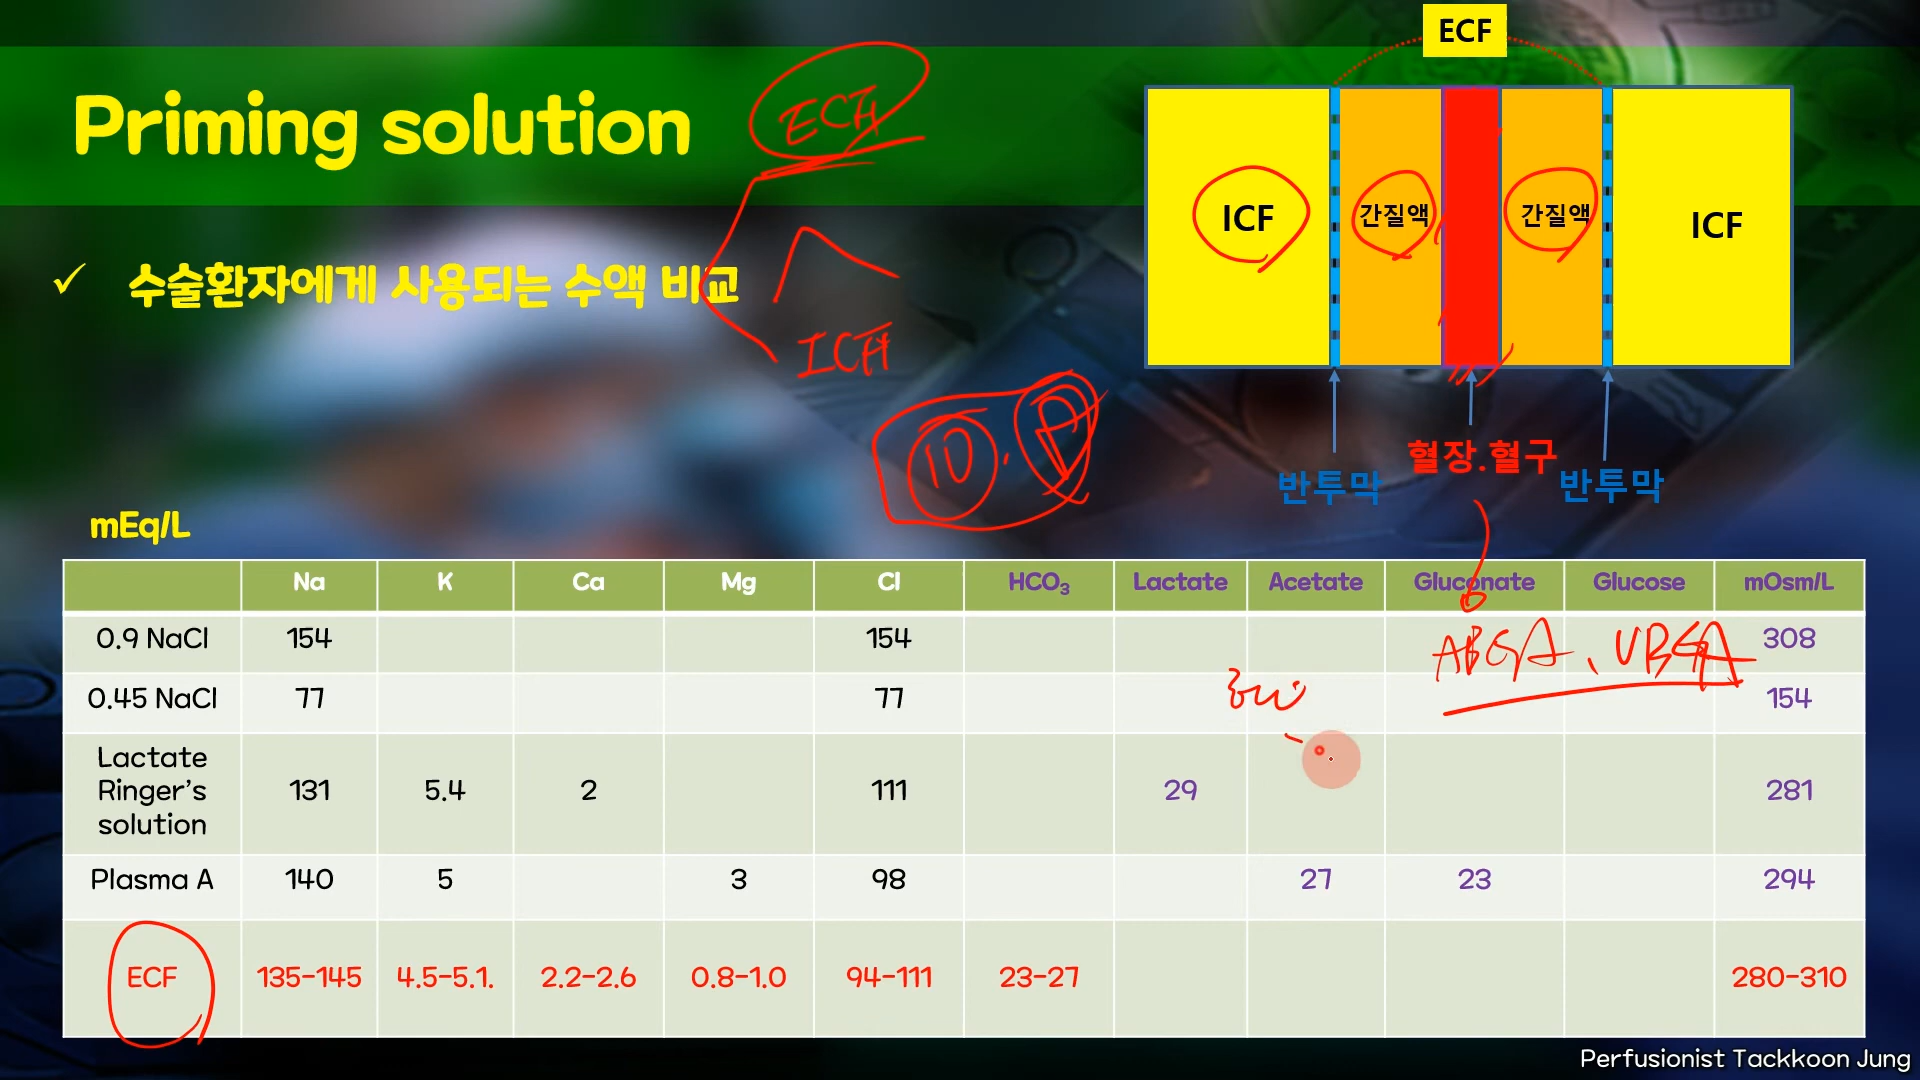 ECF
Priming solution
ECF
ICF
간질액
간질액
ICF
수술환자에게 사용되는 수액 비교
ICF
10. P
혈장.혈구
반투막
반투막
mEq/L
Na K Ca Mg Cl HCO₃ Lactate Acetate Gluconate Glucose mOsm/L
0.9 NaCl 154 154 308
ABGA, VBGA
0.45 NaCl 77 77 154
Lactate
Ringer's
solution
131 5.4 2 111 29 281
Plasma A 140 5 3 98 27 23 294
ECF 135-145 4.5-5.1. 2.2-2.6 0.8-1.0 94-111 23-27 280-310
Perfusionist Tackkoon Jung